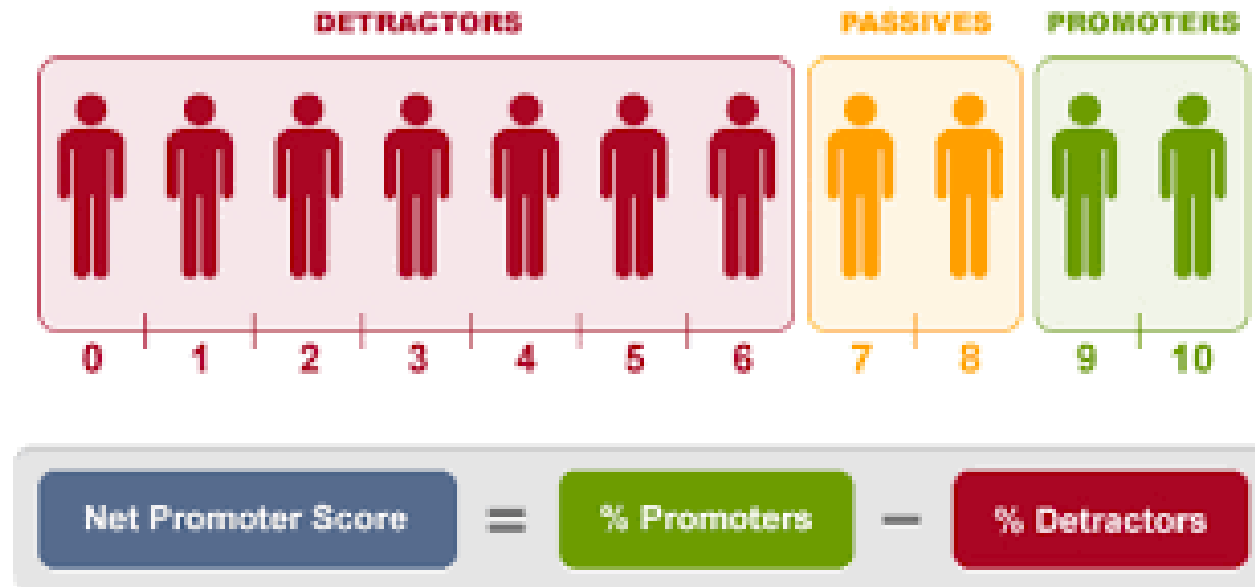 DETRACTORS PASSIVES PROMOTERS
0 1 2 3 4 5 6 7 8 9 10
Net Promoter Score = % Promoters − % Detractors